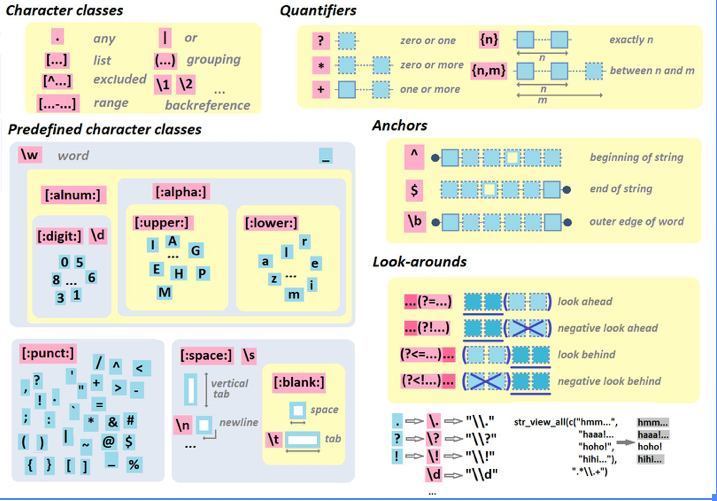 Character classes
. any | or
[...] list (...) grouping
[^...] excluded \1 \2 ...
[...-...] range backreference
Quantifiers
? zero or one
* zero or more
+ one or more
{n} exactly n
n
{n,m} between n and m
n
m
Predefined character classes
\w word _
[:alnum:] [:alpha:]
[:digit:] \d [:upper:] [:lower:]
0 5
8 ... 6
3 1
I A G
...
E H P
M
a l r
... e
z m i
[:punct:]
/ ^ <
, ? ' " + > -
! . ` =
; : * & #
( ) | ~ @ $
{ } [ ] _ %
[:space:] \s
vertical
tab
\n newline
...
[:blank:]
space
\t tab
Anchors
^ beginning of string
$ end of string
\b outer edge of word
Look-arounds
...(?=...) ( ) look ahead
...(?!...) ( ) negative look ahead
(?<=...)... ( ) look behind
(?<!...)... ( ) negative look behind
. \. "\\."
? \? "\\?"
! \! "\\!"
\d "\\d"
...
str_view_all(c("hmm...",
"haaa!...
"hoho!",
"hihi..."),
".*\\.+")
hmm...
haaa!...
hoho!
hihi...